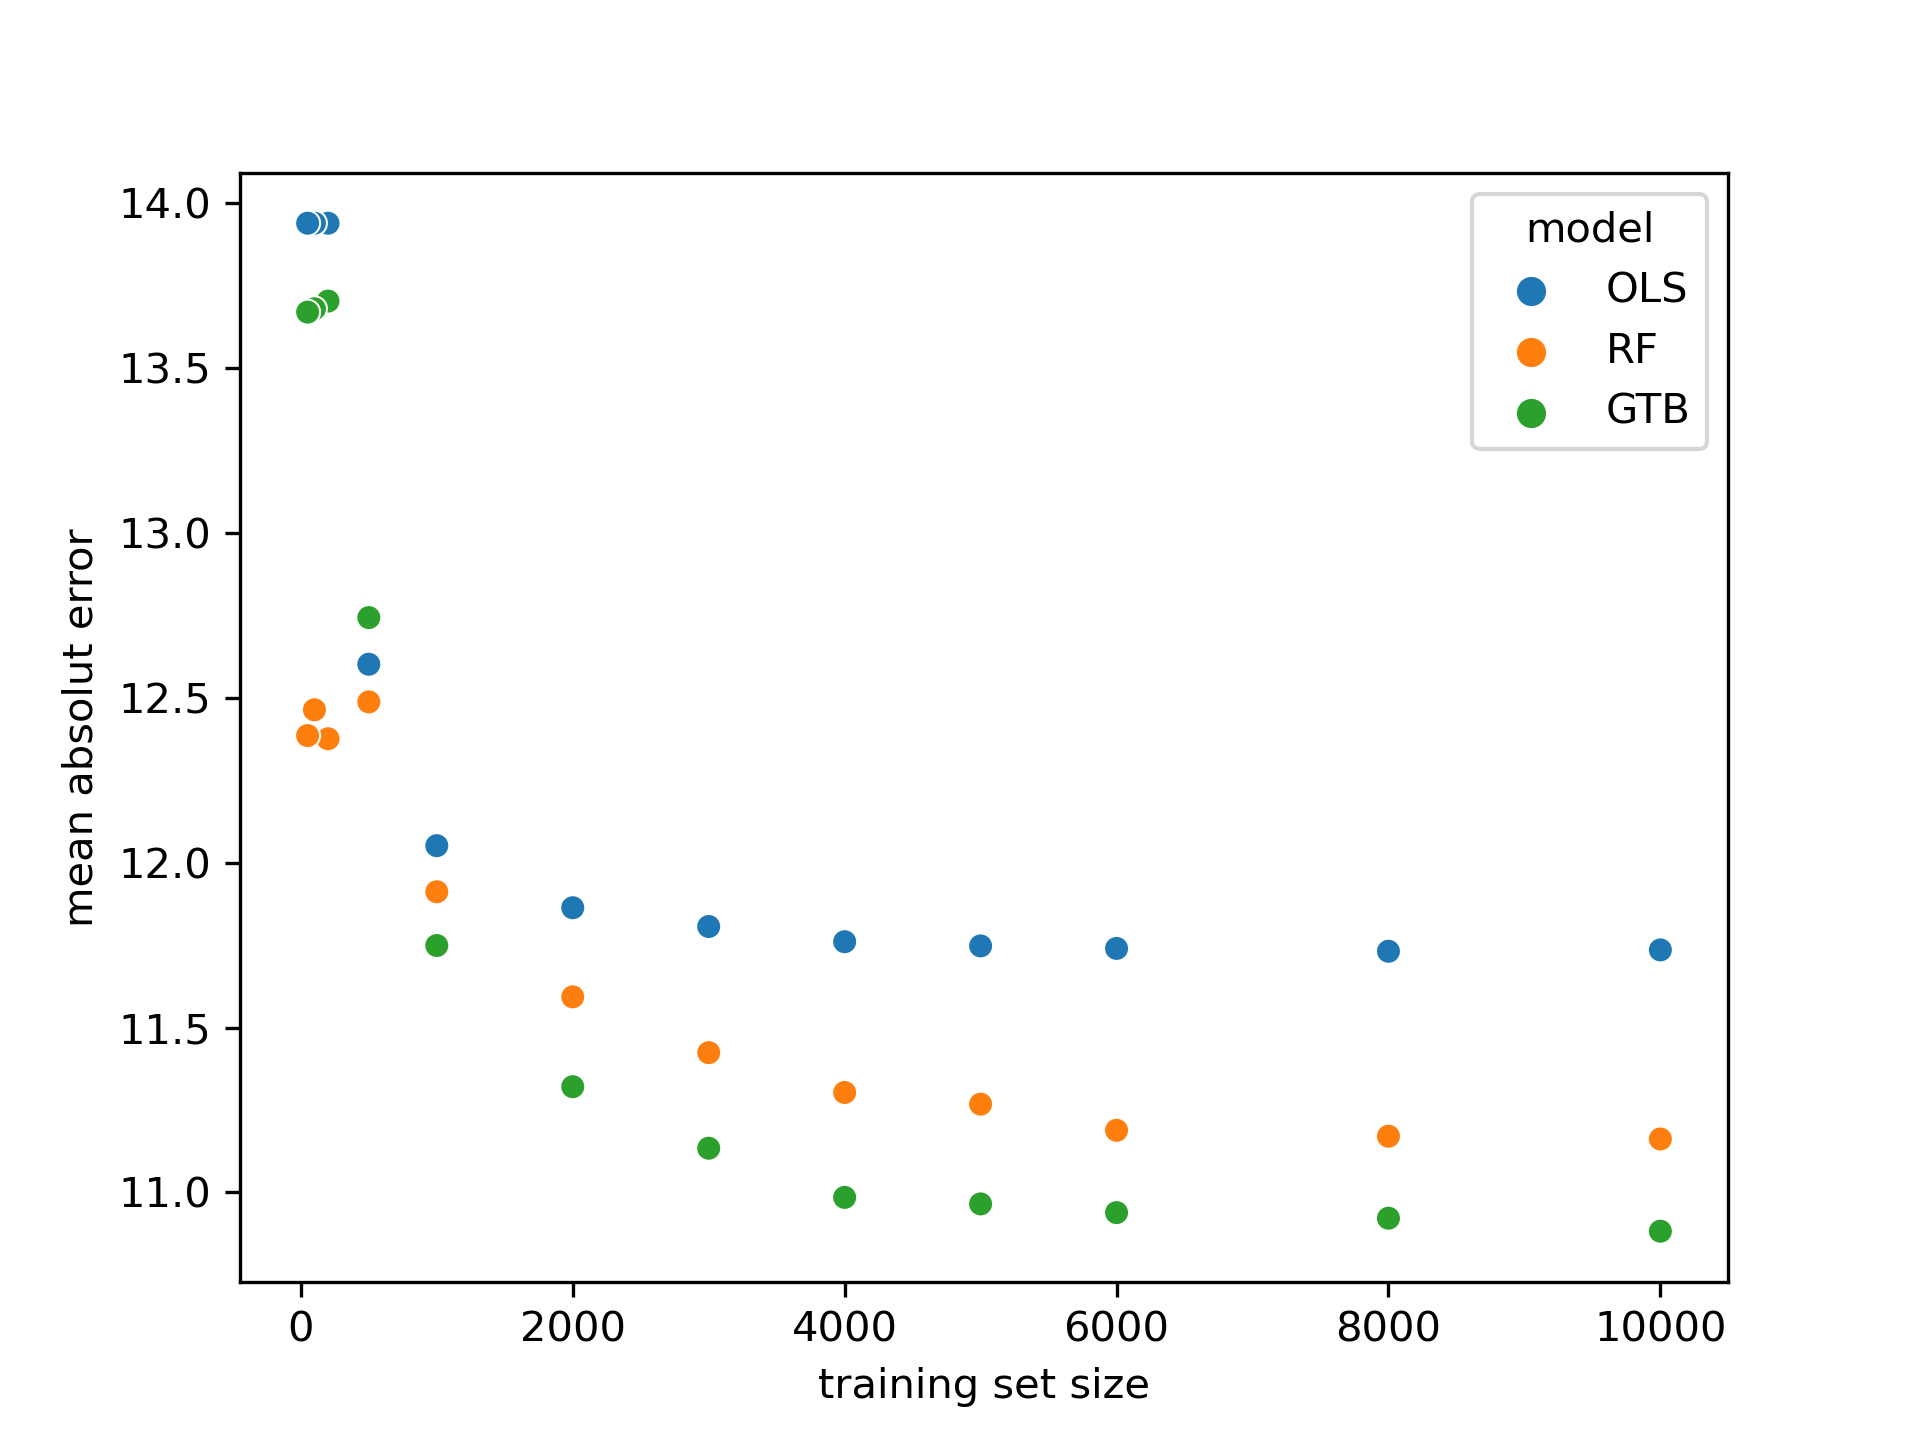 14.0
13.5
13.0
12.5
12.0
11.5
11.0
mean absolut error
model
OLS
RF
GTB
0 2000 4000 6000 8000 10000
training set size